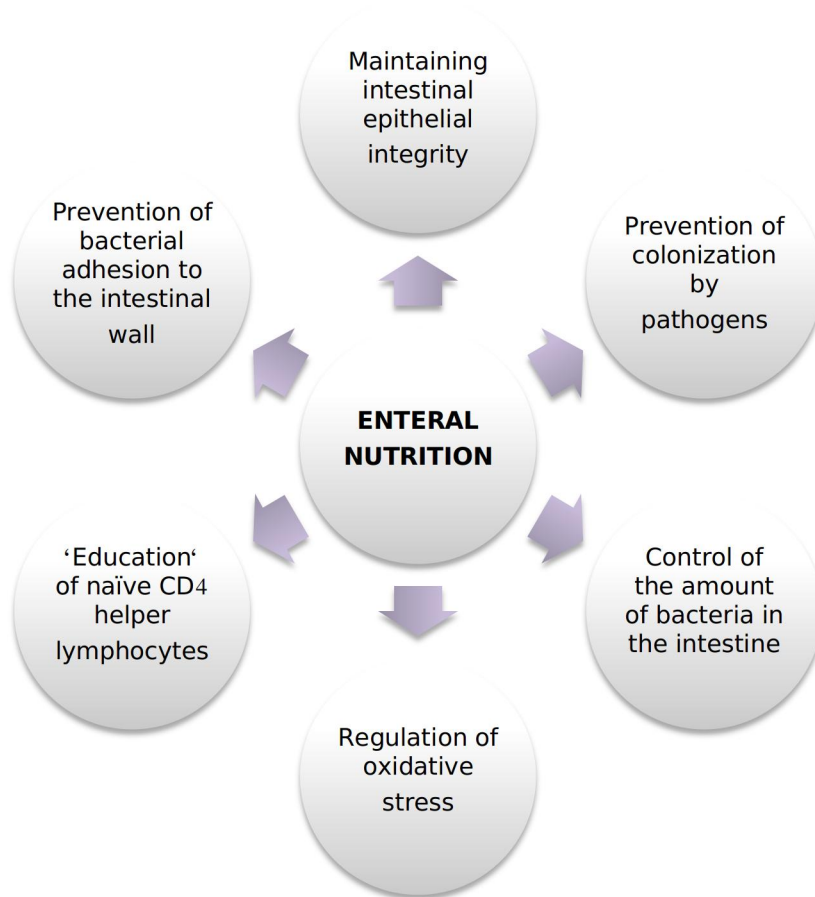 Maintaining
intestinal
epithelial
integrity
Prevention of
colonization
by
pathogens
Control of
the amount
of bacteria in
the intestine
Regulation of
oxidative
stress
‘Education‘
of naïve CD4
helper
lymphocytes
Prevention of
bacterial
adhesion to
the intestinal
wall
ENTERAL
NUTRITION